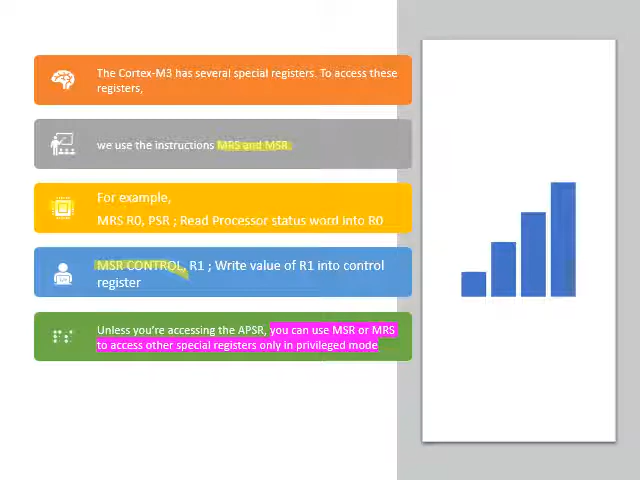 The Cortex-M3 has several special registers. To access these
registers,
we use the instructions MRS and MSR.
For example,
MRS R0, PSR ; Read Processor status word into R0
MSR CONTROL, R1 ; Write value of R1 into control
register
Unless you're accessing the APSR, you can use MSR or MRS
to access other special registers only in privileged mode